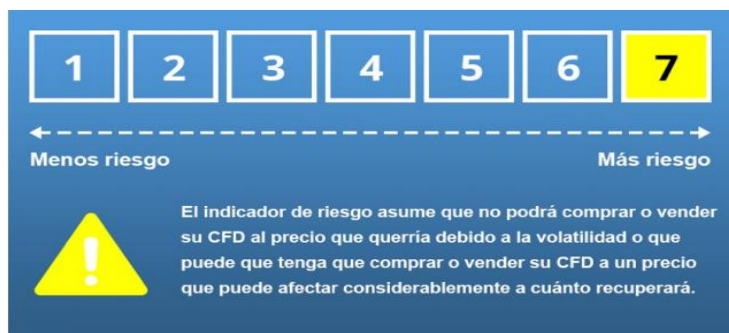 1 2 3 4 5 6 7
Menos riesgo Más riesgo
El indicador de riesgo asume que no podrá comprar o vender
su CFD al precio que querría debido a la volatilidad o que
puede que tenga que comprar o vender su CFD a un precio
que puede afectar considerablemente a cuánto recuperará.